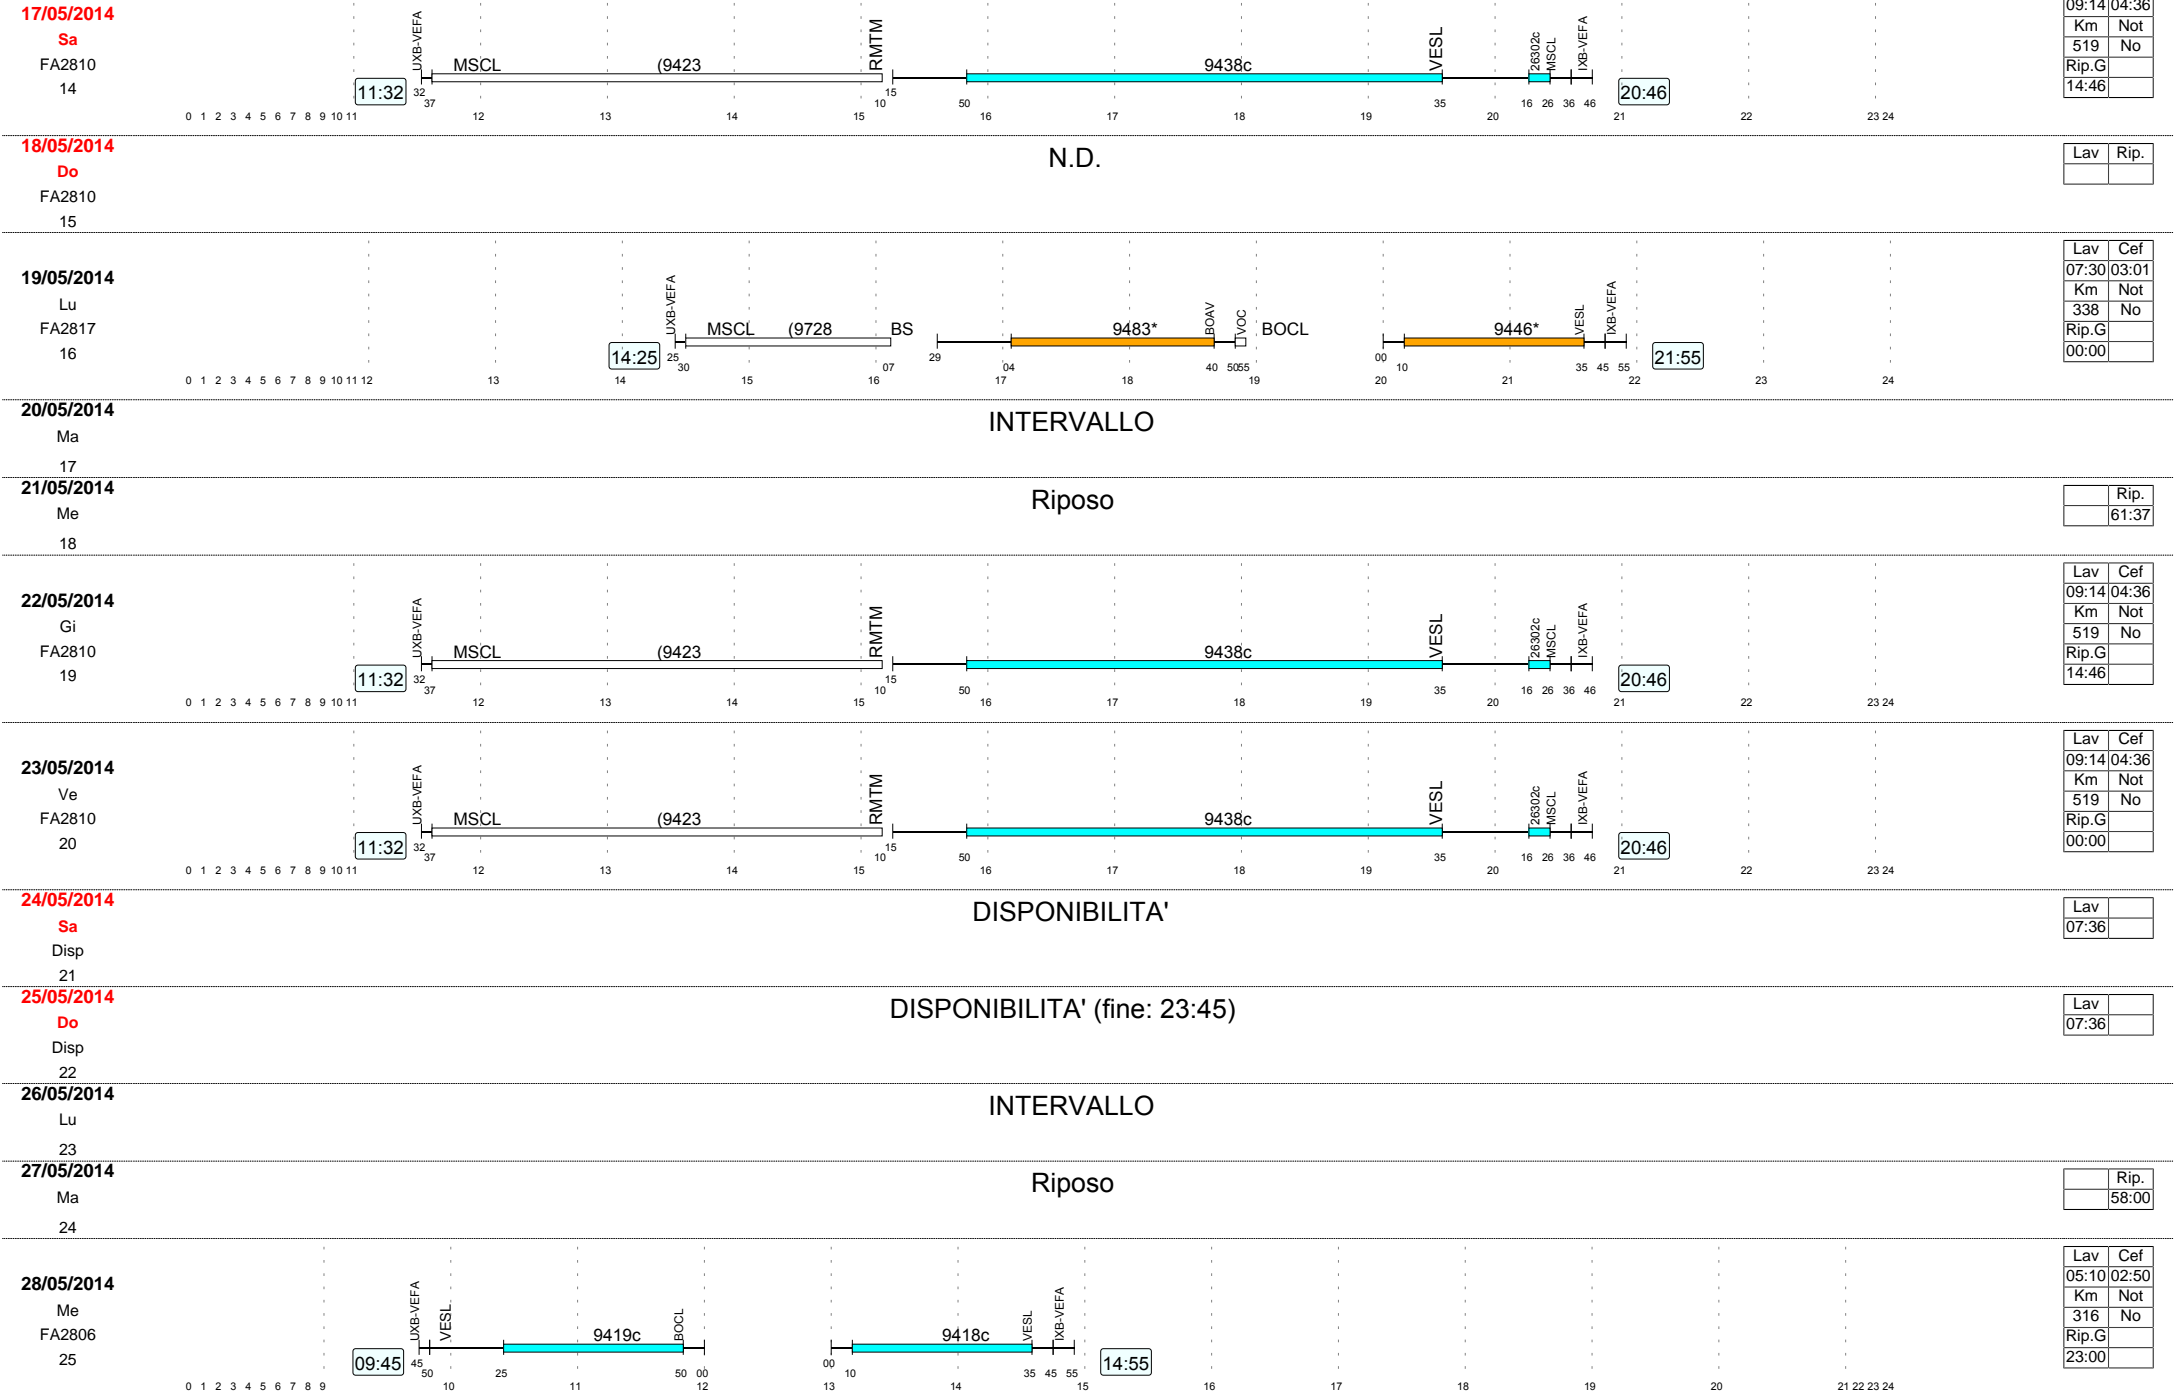 17/05/2014
Sa
FA2810
14
11:32
UXB-VEFA
32
37
MSCL
(9423
RMTM
10
15
50
9438c
VESL
35
26302c
MSCL
IXB-VEFA
16 26 36 46
20:46
0 1 2 3 4 5 6 7 8 9 10 11 12 13 14 15 16 17 18 19 20 21 22 23 24
09:14 04:36
Km Not
519 No
Rip.G
14:46
18/05/2014
Do
FA2810
15
N.D.
Lav Rip.
19/05/2014
Lu
FA2817
16
14:25
UXB-VEFA
25
30
MSCL
(9728
BS
07
29
04
9483*
BOAV
VOC
BOCL
40 50 55
00
10
9446*
VESL
IXB-VEFA
35 45 55
21:55
0 1 2 3 4 5 6 7 8 9 10 11 12 13 14 15 16 17 18 19 20 21 22 23 24
Lav Cef
07:30 03:01
Km Not
338 No
Rip.G
00:00
20/05/2014
Ma
17
INTERVALLO
21/05/2014
Me
18
Riposo
Rip.
61:37
22/05/2014
Gi
FA2810
19
11:32
UXB-VEFA
32
37
MSCL
(9423
RMTM
10
15
50
9438c
VESL
35
26302c
MSCL
IXB-VEFA
16 26 36 46
20:46
0 1 2 3 4 5 6 7 8 9 10 11 12 13 14 15 16 17 18 19 20 21 22 23 24
Lav Cef
09:14 04:36
Km Not
519 No
Rip.G
14:46
23/05/2014
Ve
FA2810
20
11:32
UXB-VEFA
32
37
MSCL
(9423
RMTM
10
15
50
9438c
VESL
35
26302c
MSCL
IXB-VEFA
16 26 36 46
20:46
0 1 2 3 4 5 6 7 8 9 10 11 12 13 14 15 16 17 18 19 20 21 22 23 24
Lav Cef
09:14 04:36
Km Not
519 No
Rip.G
00:00
24/05/2014
Sa
Disp
21
DISPONIBILITA'
Lav
07:36
25/05/2014
Do
Disp
22
DISPONIBILITA' (fine: 23:45)
Lav
07:36
26/05/2014
Lu
23
INTERVALLO
27/05/2014
Ma
24
Riposo
Rip.
58:00
28/05/2014
Me
FA2806
25
09:45
UXB-VEFA
45
50
VESL
25
9419c
BOCL
50 00
00
10
9418c
VESL
IXB-VEFA
35 45 55
14:55
0 1 2 3 4 5 6 7 8 9 10 11 12 13 14 15 16 17 18 19 20 21 22 23 24
Lav Cef
05:10 02:50
Km Not
316 No
Rip.G
23:00